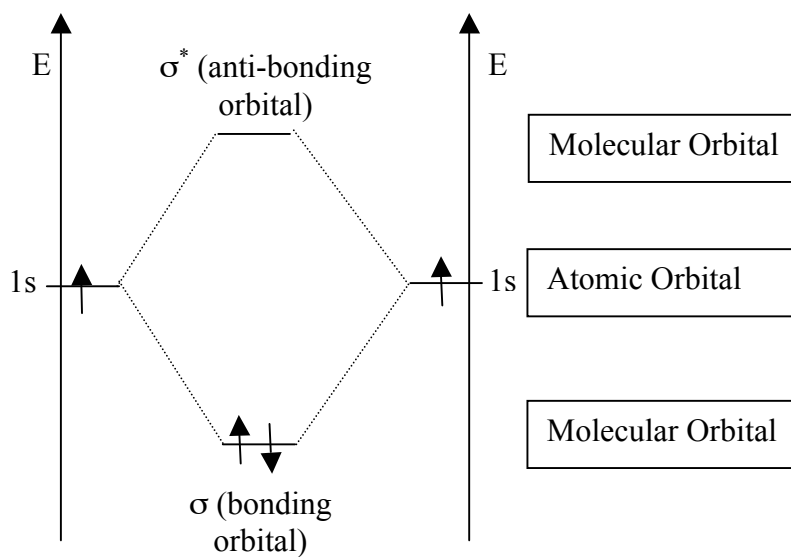 E
E
σ* (anti-bonding
orbital)
Molecular Orbital
1s
1s
Atomic Orbital
Molecular Orbital
σ (bonding
orbital)